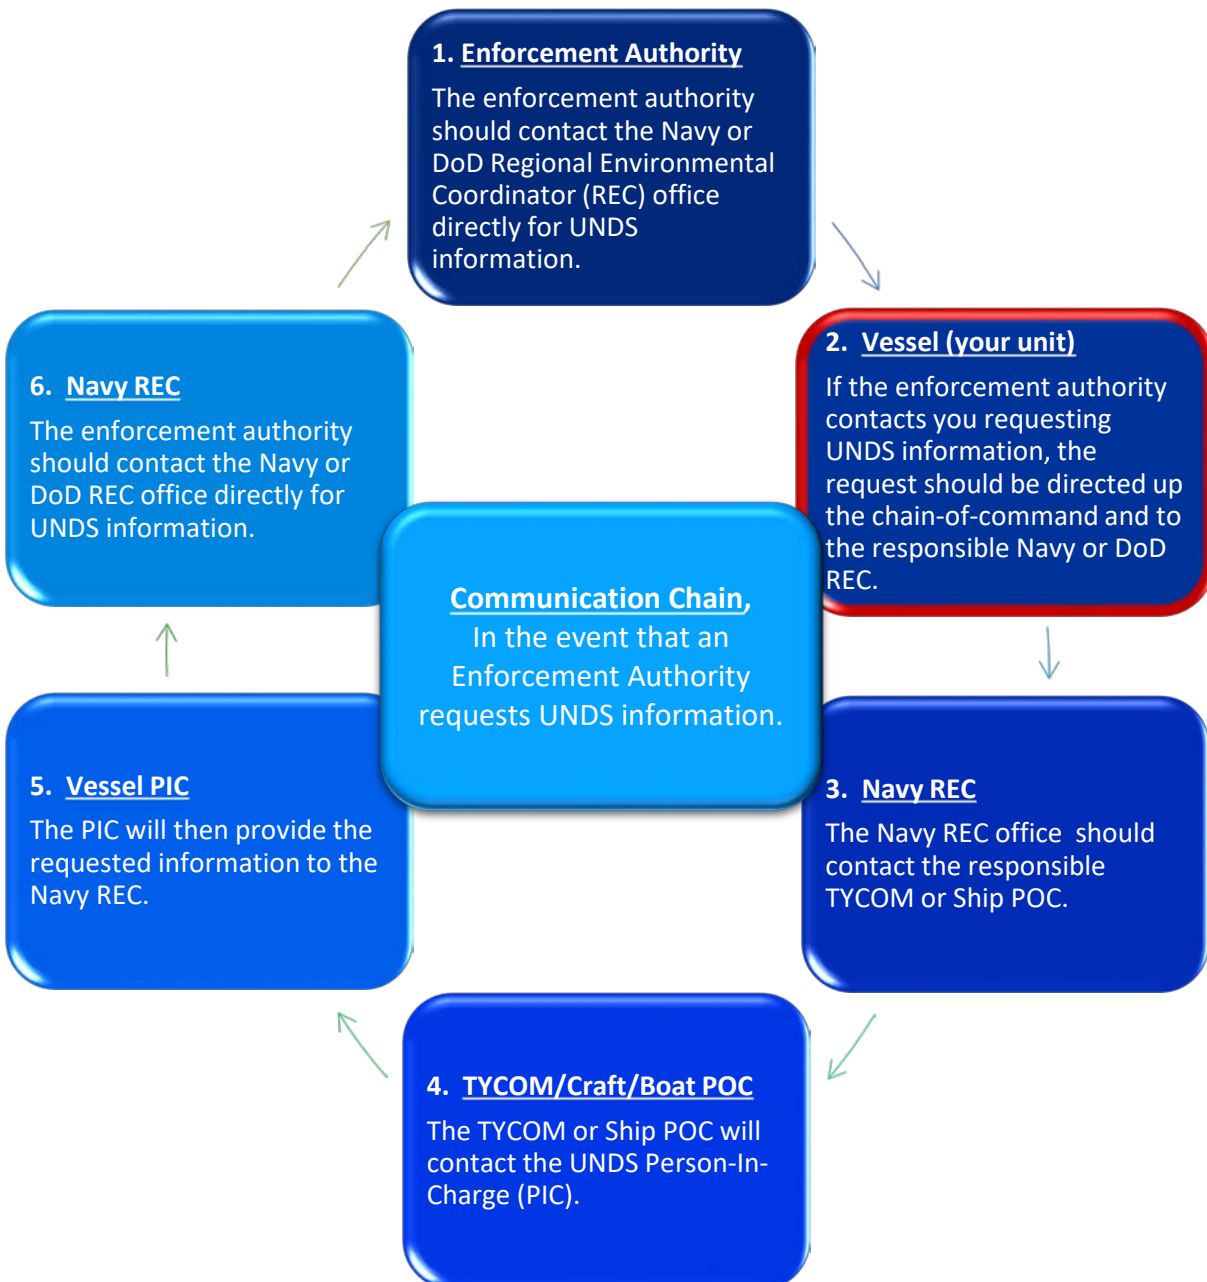 1. Enforcement Authority
The enforcement authority
should contact the Navy or
DoD Regional Environmental
Coordinator (REC) office
directly for UNDS
information.
2. Vessel (your unit)
If the enforcement authority
contacts you requesting
UNDS information, the
request should be directed up
the chain-of-command and to
the responsible Navy or DoD
REC.
3. Navy REC
The Navy REC office should
contact the responsible
TYCOM or Ship POC.
4. TYCOM/Craft/Boat POC
The TYCOM or Ship POC will
contact the UNDS Person-In-
Charge (PIC).
5. Vessel PIC
The PIC will then provide the
requested information to the
Navy REC.
6. Navy REC
The enforcement authority
should contact the Navy or
DoD REC office directly for
UNDS information.
Communication Chain,
In the event that an
Enforcement Authority
requests UNDS information.